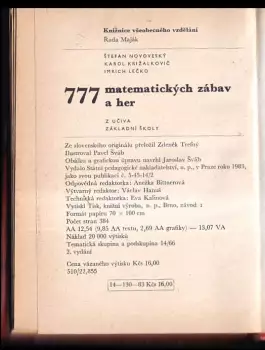 Knižnice všeobecného vzdělání
Řada Maják
ŠTEFAN NOVOVESKÝ
KAROL KRIŽALKOVIČ
IMRICH LEČKO
777 matematických zábav
a her
Z UČIVA
ZÁKLADNÍ ŠKOLY
Ze slovenského originálu přeložil Zdeněk Trešný
Ilustroval Pavel Šváb
Obálku a grafickou úpravu navrhl Jaroslav Šváb
Vydalo Státní pedagogické nakladatelství, n. p., v Praze roku 1983,
jako svou publikaci č. 5-45-14/2
Odpovědná redaktorka: Anežka Bittnerová
Výtvarný redaktor: Václav Hanuš
Technická redaktorka: Eva Kalinová
Vytiskl Tisk, knižní výroba, n. p., Brno, závod 1
Formát papíru 70 × 100 cm
Počet stran 384
AA 12,54 (9,85 AA textu, 2,69 AA grafiky) — 13,07 VA
Náklad 20 000 výtisků
Tematická skupina a podskupina 14/66
2. vydání
Cena vázaného výtisku Kčs 16,00
510/21,855
14—130—83 Kčs 16,00